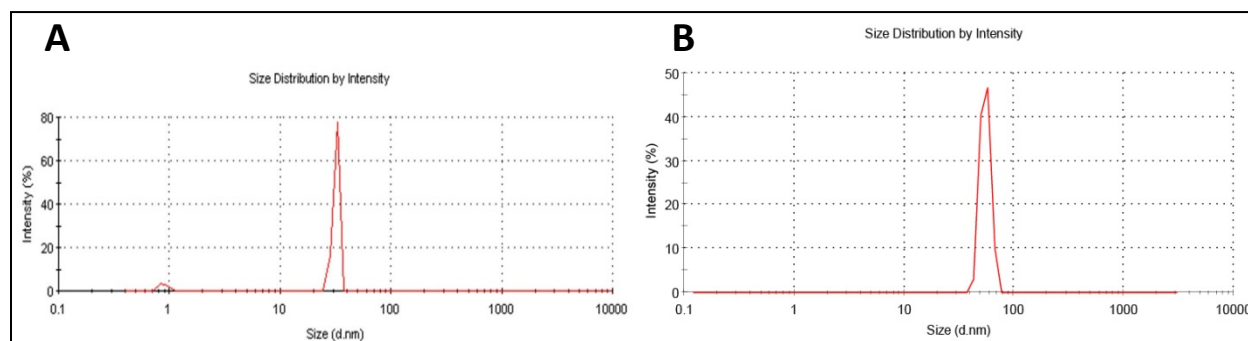 A
Size Distribution by Intensity
80
60
40
20
0
Intensity (%)
0.1 1 10 100 1000 10000
Size (d.nm)
B
Size Distribution by Intensity
50
40
30
20
10
0
Intensity (%)
0.1 1 10 100 1000 10000
Size (d.nm)